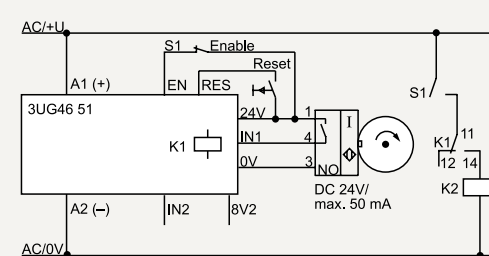 AC/+U
S1 Enable
Reset
A1 (+)
EN RES
S1
3UG46 51
24V 1
I
IN1 4
K1
K1 11
0V 3
NO
12 14
DC 24V/
max. 50 mA
K2
A2 (–)
IN2 8V2
AC/0V